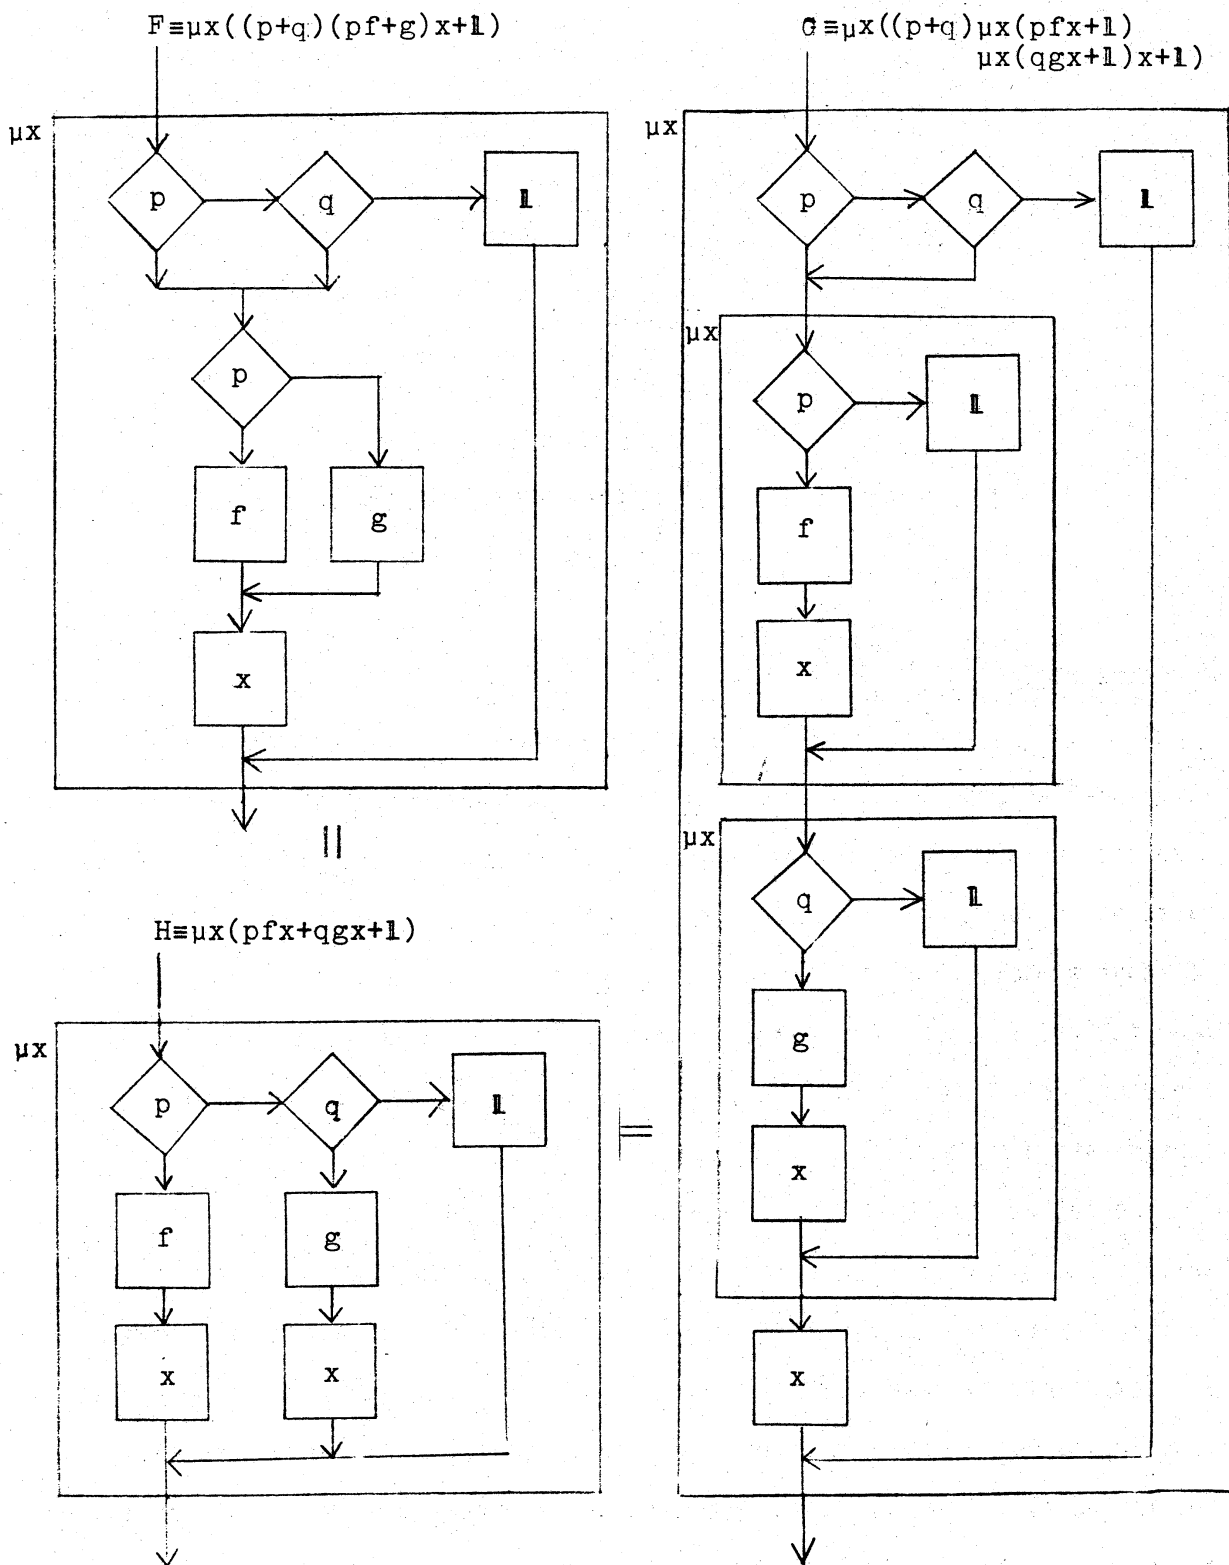 F≡μx((p+q)(pf+g)x+𝟙)
μx
p
q
𝟙
p
f
g
x
||
H≡μx(pfx+qgx+𝟙)
μx
p
q
𝟙
f
g
x
x
=
G≡μx((p+q)μx(pfx+𝟙)
μx(qgx+𝟙)x+𝟙)
μx
p
q
𝟙
μx
p
𝟙
f
x
μx
q
𝟙
g
x
x